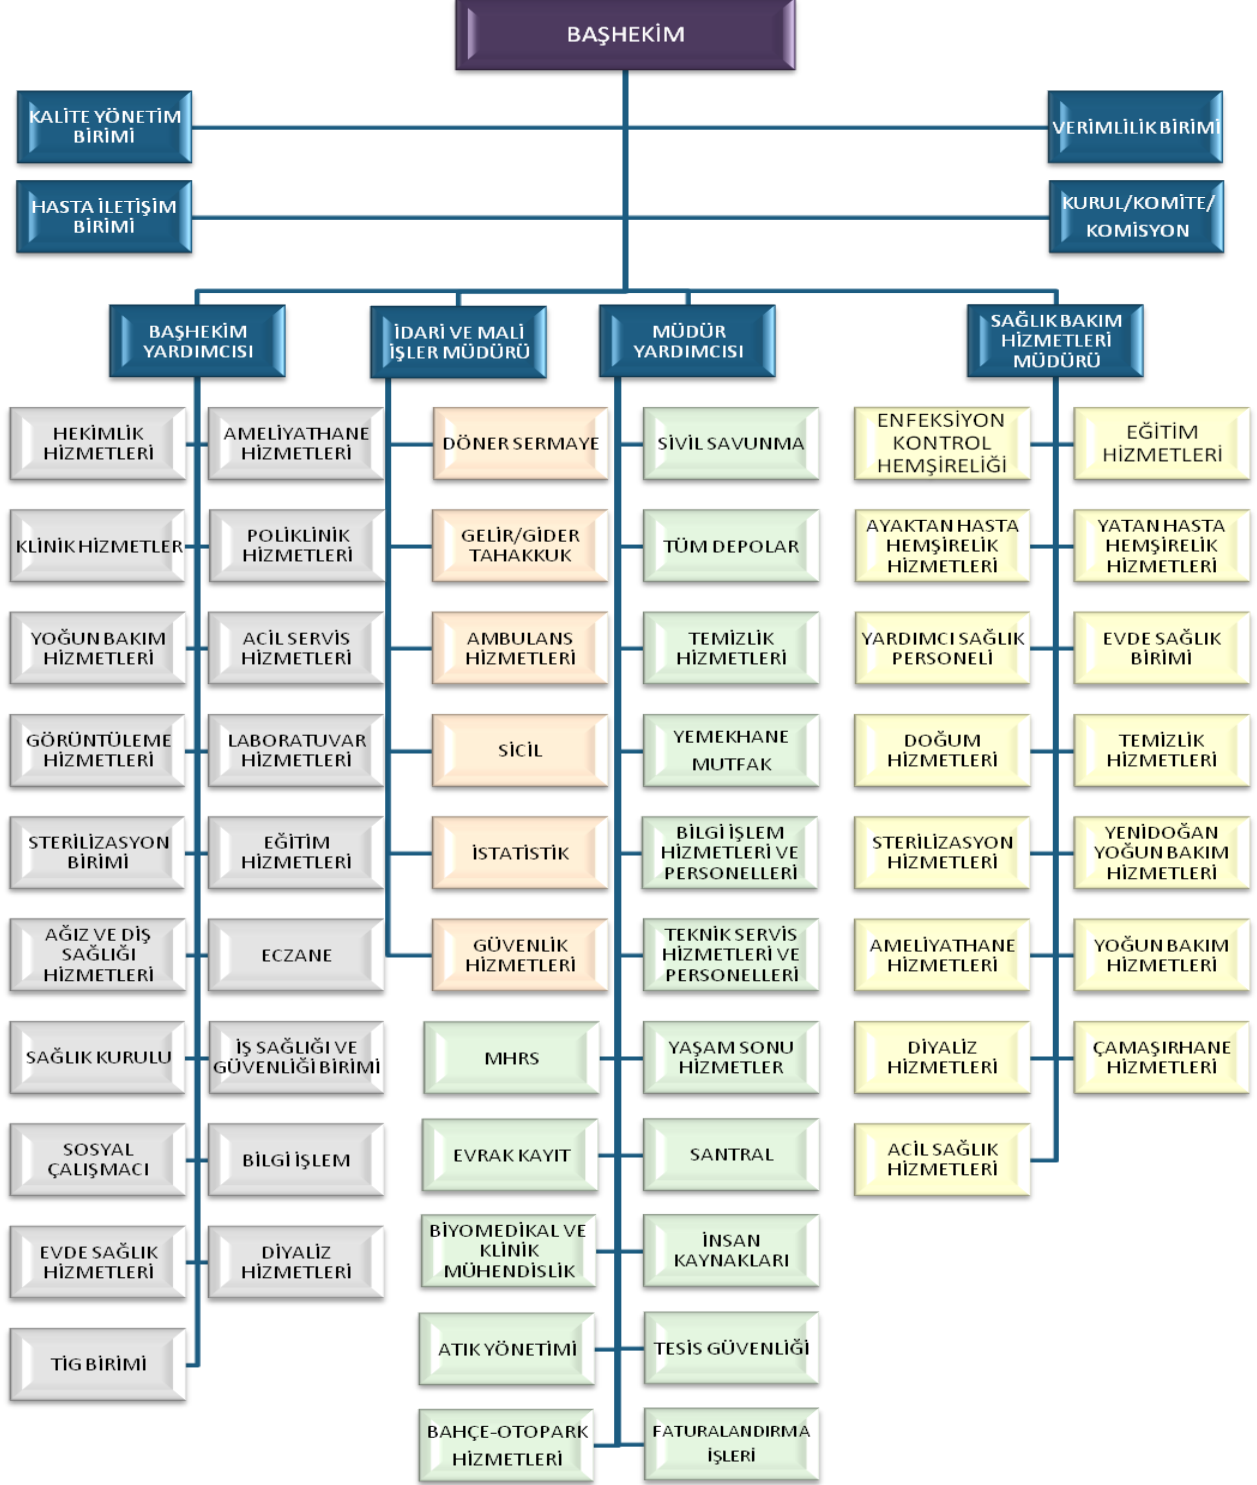 BAŞHEKİM
KALİTE YÖNETİM
BİRİMİ
VERİMLİLİK BİRİMİ
HASTA İLETİŞİM
BİRİMİ
KURUL/KOMİTE/
KOMİSYON
BAŞHEKİM
YARDIMCISI
İDARİ VE MALİ
İŞLER MÜDÜRÜ
MÜDÜR
YARDIMCISI
SAĞLIK BAKIM
HİZMETLERİ
MÜDÜRÜ
HEKİMLİK
HİZMETLERİ
AMELİYATHANE
HİZMETLERİ
DÖNER SERMAYE
SİVİL SAVUNMA
ENFEKSİYON
KONTROL
HEMŞİRELİĞİ
EĞİTİM
HİZMETLERİ
KLİNİK HİZMETLER
POLİKLİNİK
HİZMETLERİ
GELİR/GİDER
TAHAKKUK
TÜM DEPOLAR
AYAKTAN HASTA
HEMŞİRELİK
HİZMETLERİ
YATAN HASTA
HEMŞİRELİK
HİZMETLERİ
YOĞUN BAKIM
HİZMETLERİ
ACİL SERVİS
HİZMETLERİ
AMBULANS
HİZMETLERİ
TEMİZLİK
HİZMETLERİ
YARDIMCI SAĞLIK
PERSONELİ
EVDE SAĞLIK
BİRİMİ
GÖRÜNTÜLEME
HİZMETLERİ
LABORATUVAR
HİZMETLERİ
SİCİL
YEMEKHANE
MUTFAK
DOĞUM
HİZMETLERİ
TEMİZLİK
HİZMETLERİ
STERİLİZASYON
BİRİMİ
EĞİTİM
HİZMETLERİ
İSTATİSTİK
BİLGİ İŞLEM
HİZMETLERİ VE
PERSONELLERİ
STERİLİZASYON
HİZMETLERİ
YENİDOĞAN
YOĞUN BAKIM
HİZMETLERİ
AĞIZ VE DİŞ
SAĞLIĞI
HİZMETLERİ
ECZANE
GÜVENLİK
HİZMETLERİ
TEKNİK SERVİS
HİZMETLERİ VE
PERSONELLERİ
AMELİYATHANE
HİZMETLERİ
YOĞUN BAKIM
HİZMETLERİ
SAĞLIK KURULU
İŞ SAĞLIĞI VE
GÜVENLİĞİ BİRİMİ
MHRS
YAŞAM SONU
HİZMETLER
DİYALİZ
HİZMETLERİ
ÇAMAŞIRHANE
HİZMETLERİ
SOSYAL
ÇALIŞMACI
BİLGİ İŞLEM
EVRAK KAYIT
SANTRAL
ACİL SAĞLIK
HİZMETLERİ
EVDE SAĞLIK
HİZMETLERİ
DİYALİZ
HİZMETLERİ
BİYOMEDİKAL VE
KLİNİK
MÜHENDİSLİK
İNSAN
KAYNAKLARI
TİG BİRİMİ
ATIK YÖNETİMİ
TESİS GÜVENLİĞİ
BAHÇE-OTOPARK
HİZMETLERİ
FATURALANDIRMA
İŞLERİ